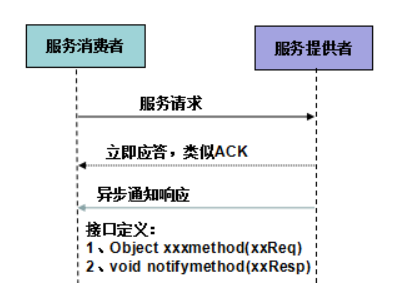 服务消费者
服务提供者
服务请求
立即应答，类似ACK
异步通知响应
接口定义：
1、Object xxxmethod(xxReq)
2、void notifymethod(xxResp)